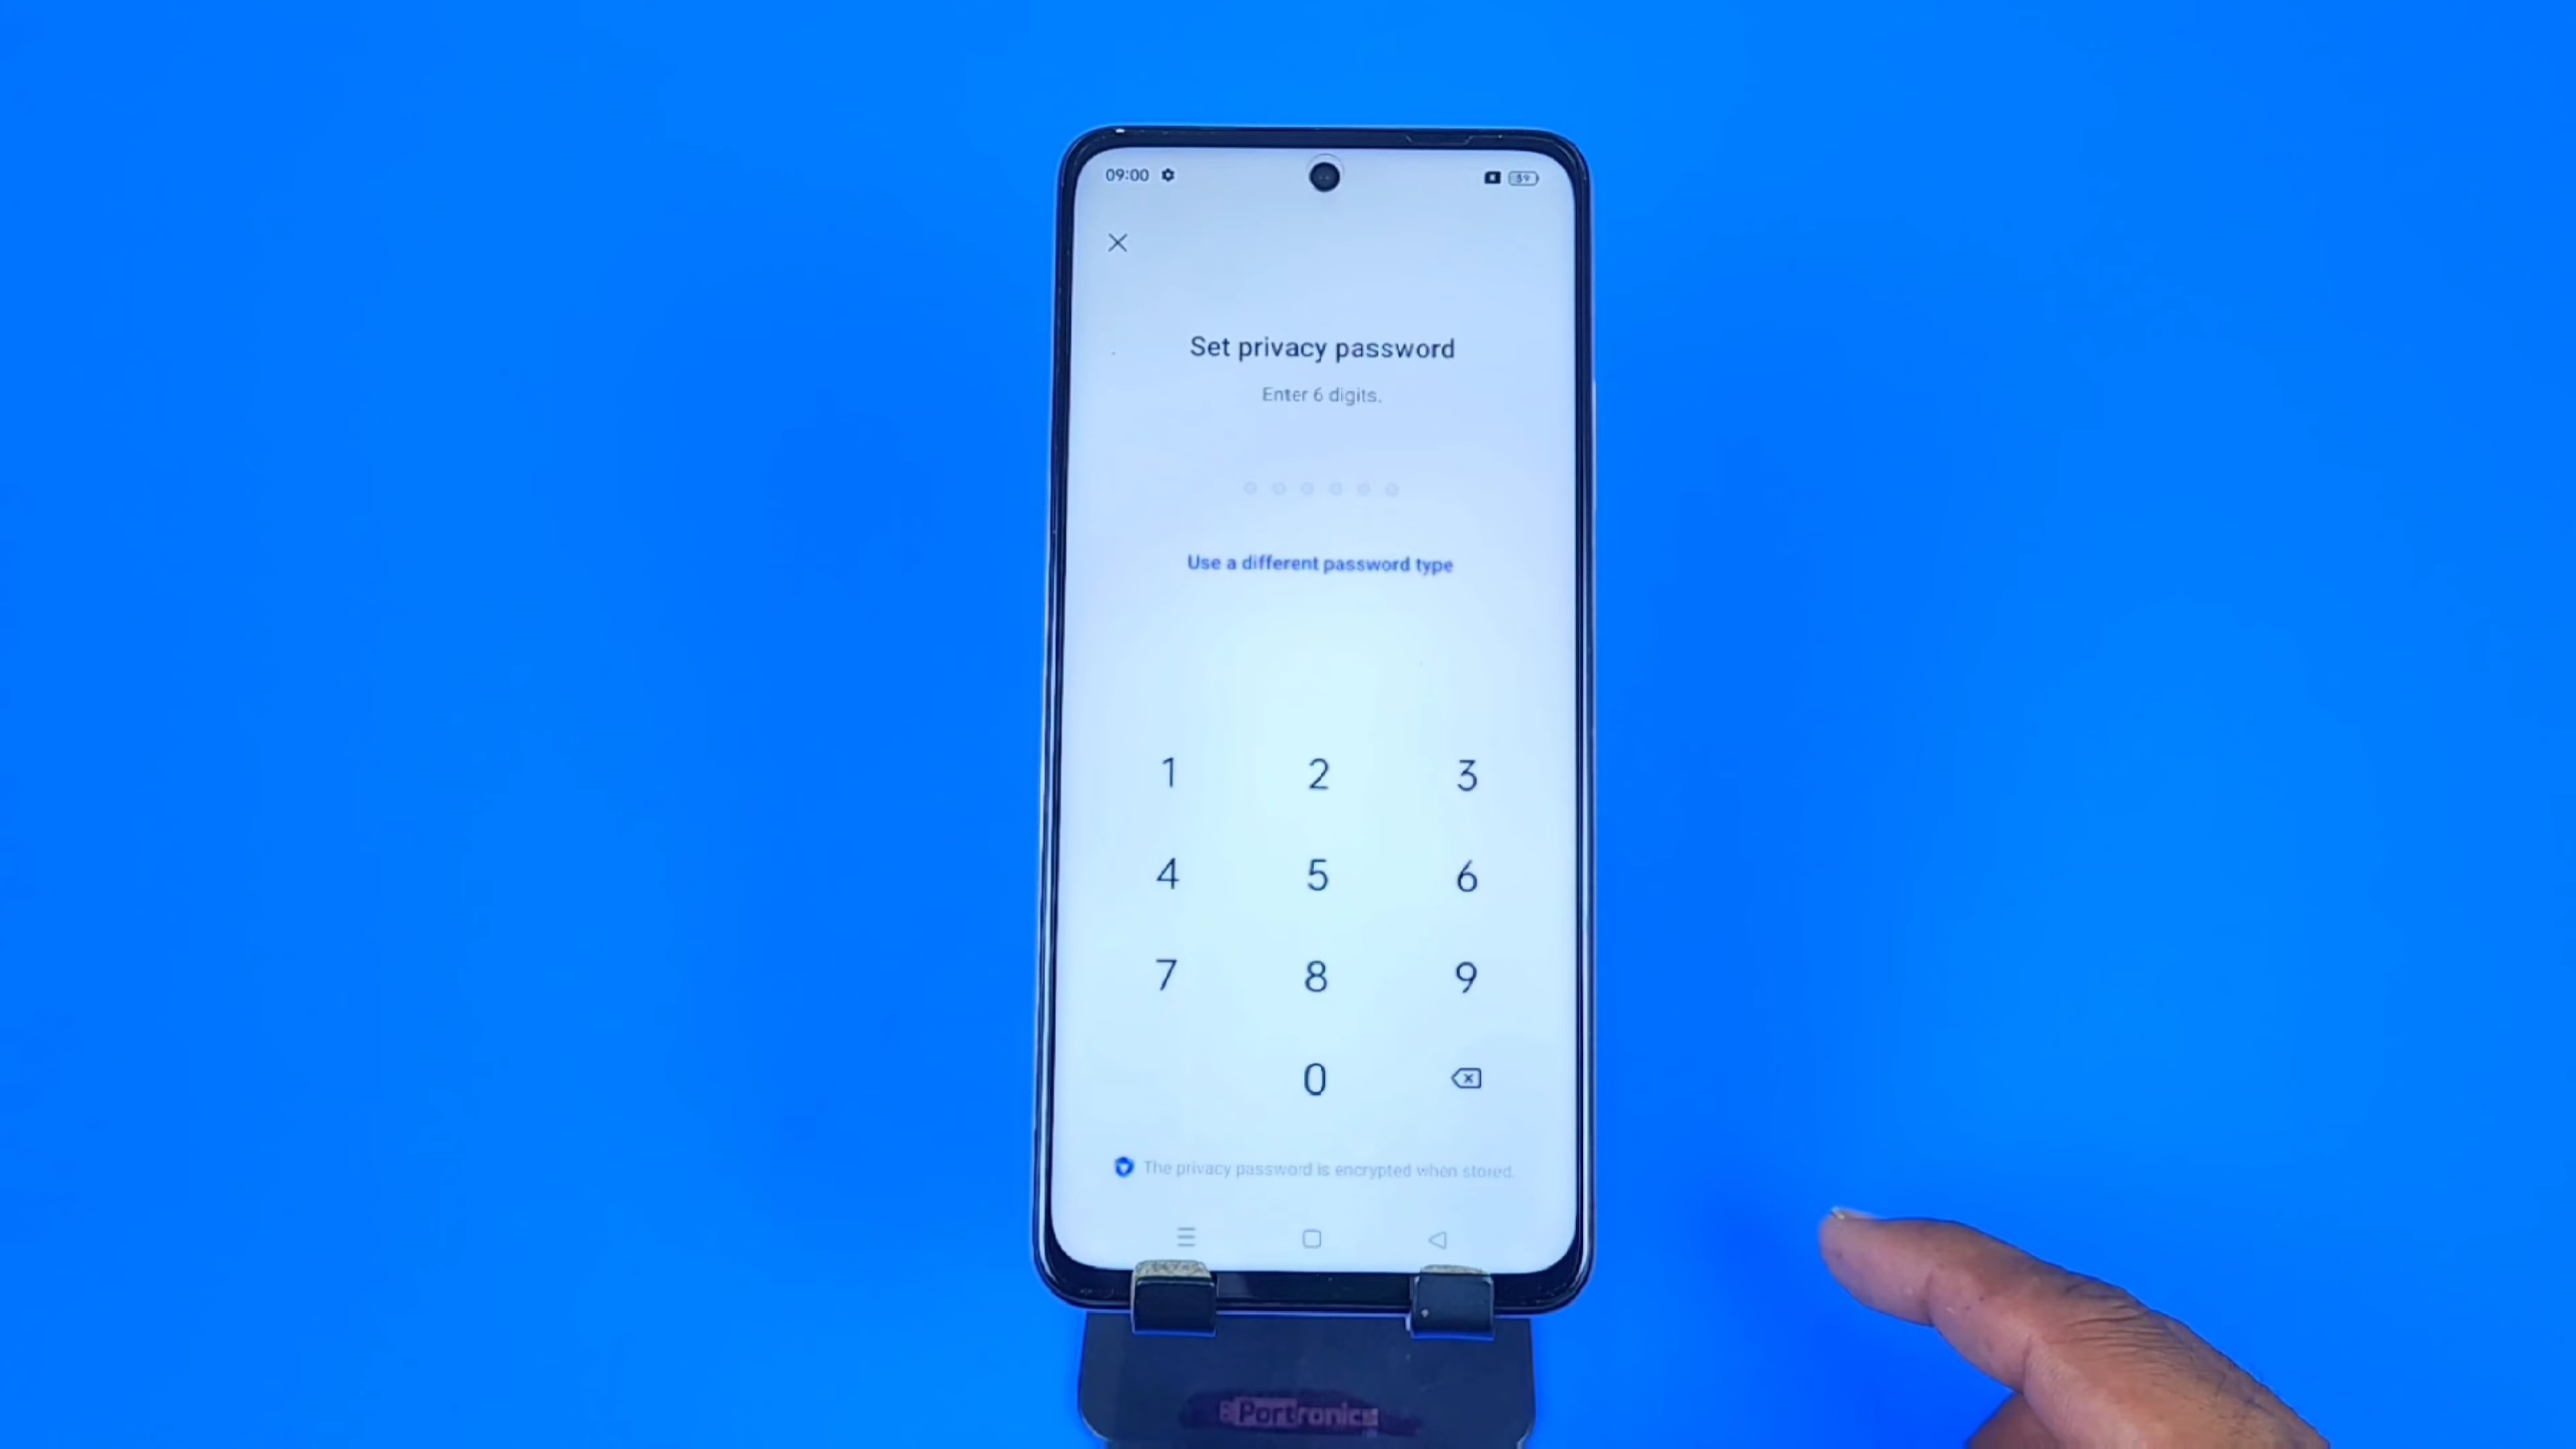 09:00 59
Set privacy password
Enter 6 digits.
Use a different password type
1 2 3
4 5 6
7 8 9
0
The privacy password is encrypted when stored.
Portronics